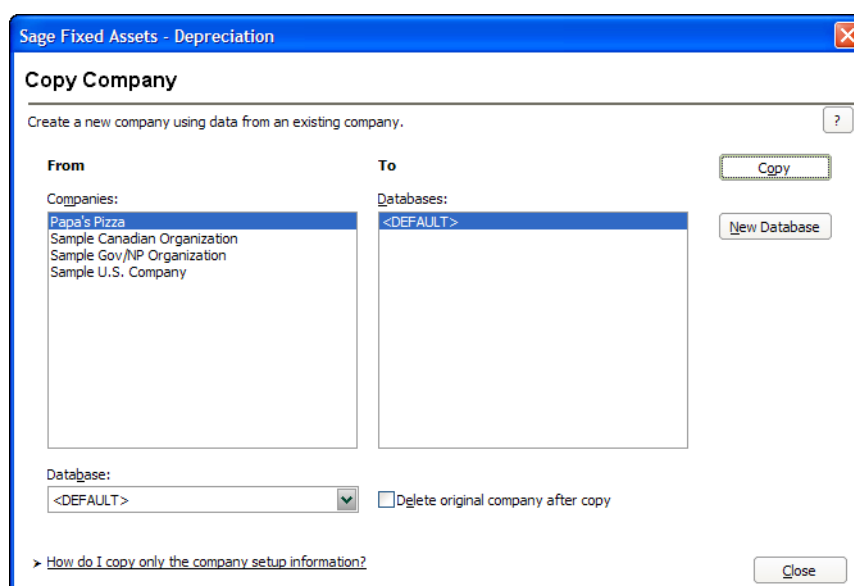 Sage Fixed Assets - Depreciation
Copy Company
Create a new company using data from an existing company.
?
From
To
Copy
Companies:
Databases:
Papa's Pizza
Sample Canadian Organization
Sample Gov/NP Organization
Sample U.S. Company
<DEFAULT>
New Database
Database:
<DEFAULT>
Delete original company after copy
How do I copy only the company setup information?
Close